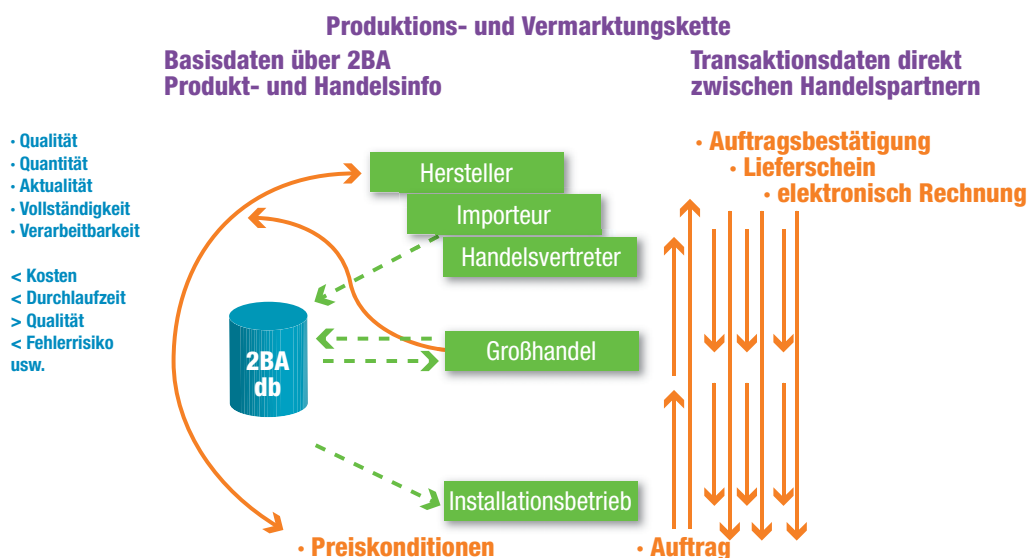 Produktions- und Vermarktungskette
Basisdaten über 2BA
Produkt- und Handelsinfo
Transaktionsdaten direkt
zwischen Handelspartnern
· Qualität
· Quantität
· Aktualität
· Vollständigkeit
· Verarbeitbarkeit
< Kosten
< Durchlaufzeit
> Qualität
< Fehlerrisiko
usw.
Hersteller
Importeur
Handelsvertreter
2BA
db
Großhandel
Installationsbetrieb
· Preiskonditionen
· Auftragsbestätigung
· Lieferschein
· elektronisch Rechnung
· Auftrag